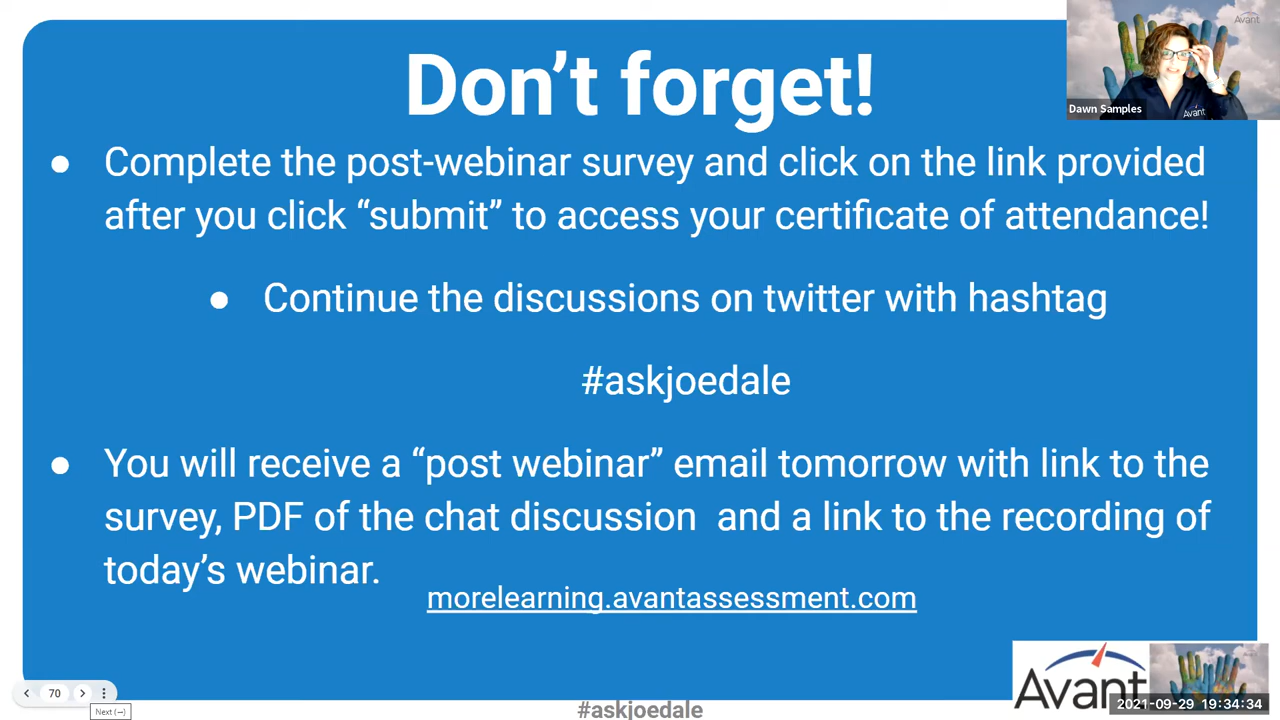 Avant
Don’t forget!
Dawn Samples
Avant
● Complete the post-webinar survey and click on the link provided
after you click “submit” to access your certificate of attendance!
● Continue the discussions on twitter with hashtag
#askjoedale
● You will receive a “post webinar” email tomorrow with link to the
survey, PDF of the chat discussion and a link to the recording of
today’s webinar.
morelearning.avantassessment.com
Avant
70
2021-09-29 19:34:34
Next (→)
#askjoedale